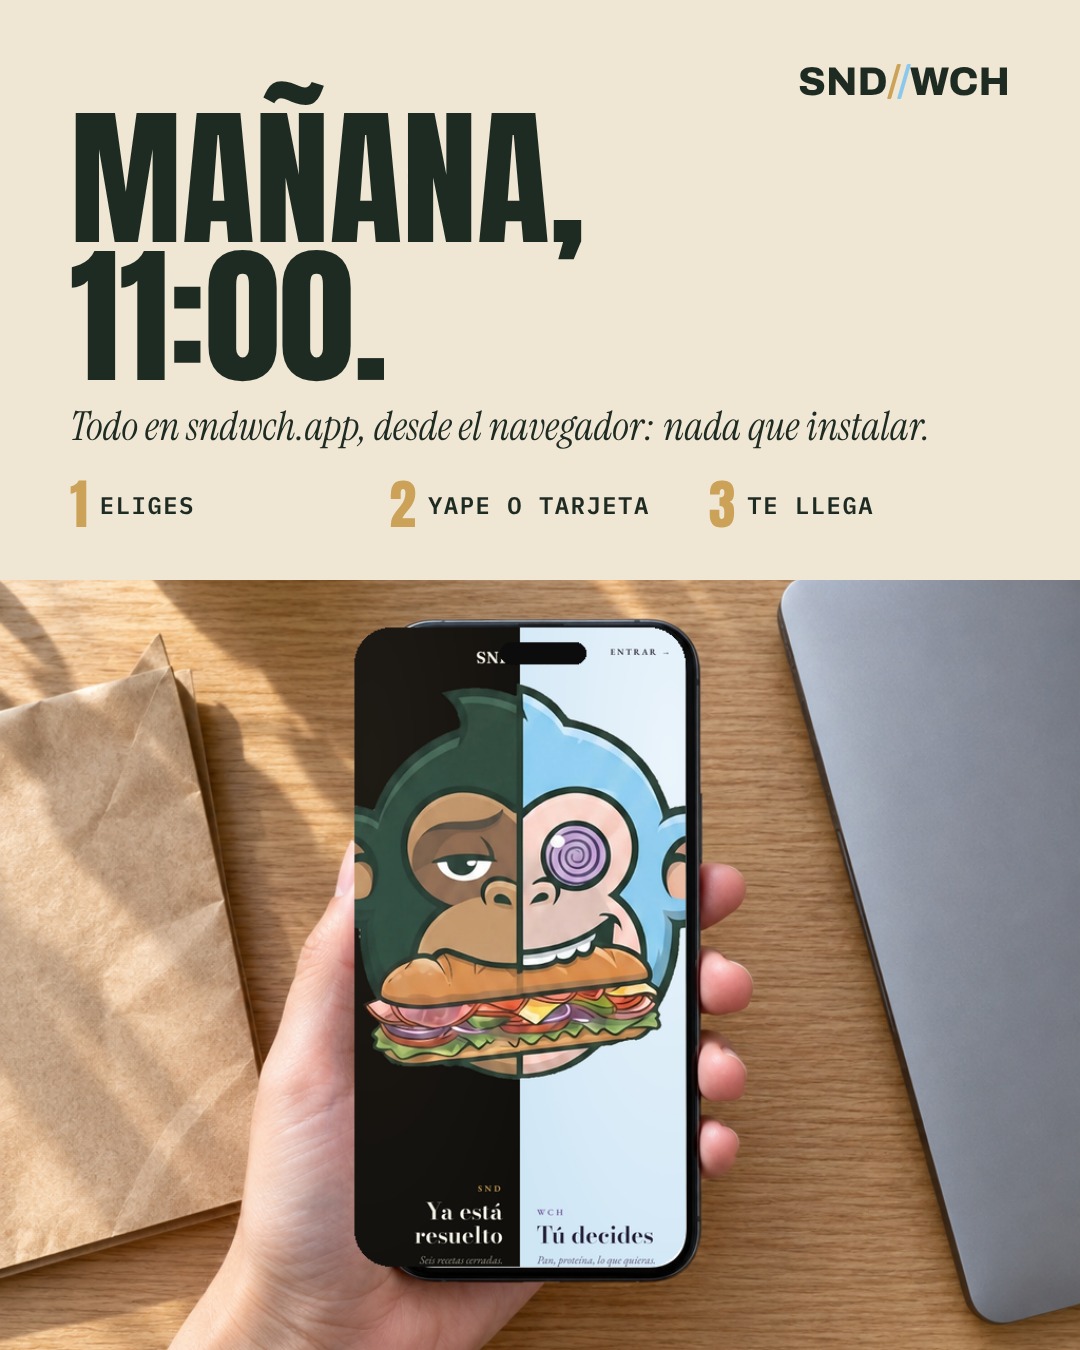 SND//WCH
MAÑANA,
11:00.
Todo en sndwch.app, desde el navegador: nada que instalar.
1 ELIGES
2 YAPE O TARJETA
3 TE LLEGA
ENTRAR →
SND
Ya está
resuelto
Seis recetas cerradas.
WCH
Tú decides
Pan, proteína, lo que quieras.